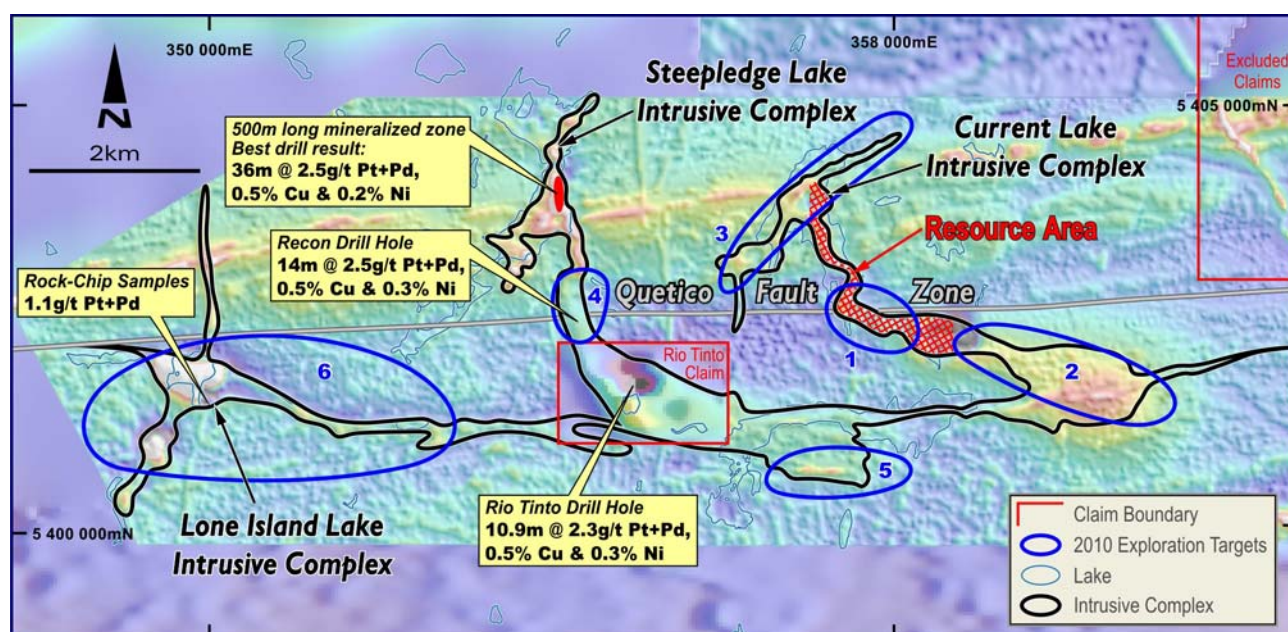 350 000mE
358 000mE
Excluded
Claims
5 405 000mN
N
2km
Steepledge Lake
Intrusive Complex
Current Lake
Intrusive Complex
500m long mineralized zone
Best drill result:
36m @ 2.5g/t Pt+Pd,
0.5% Cu & 0.2% Ni
Resource Area
3
Recon Drill Hole
14m @ 2.5g/t Pt+Pd,
0.5% Cu & 0.3% Ni
Rock-Chip Samples
1.1g/t Pt+Pd
4
Quetico Fault Zone
1
Rio Tinto
Claim
6
2
5
Rio Tinto Drill Hole
10.9m @ 2.3g/t Pt+Pd,
0.5% Cu & 0.3% Ni
Lone Island Lake
Intrusive Complex
5 400 000mN
Claim Boundary
2010 Exploration Targets
Lake
Intrusive Complex